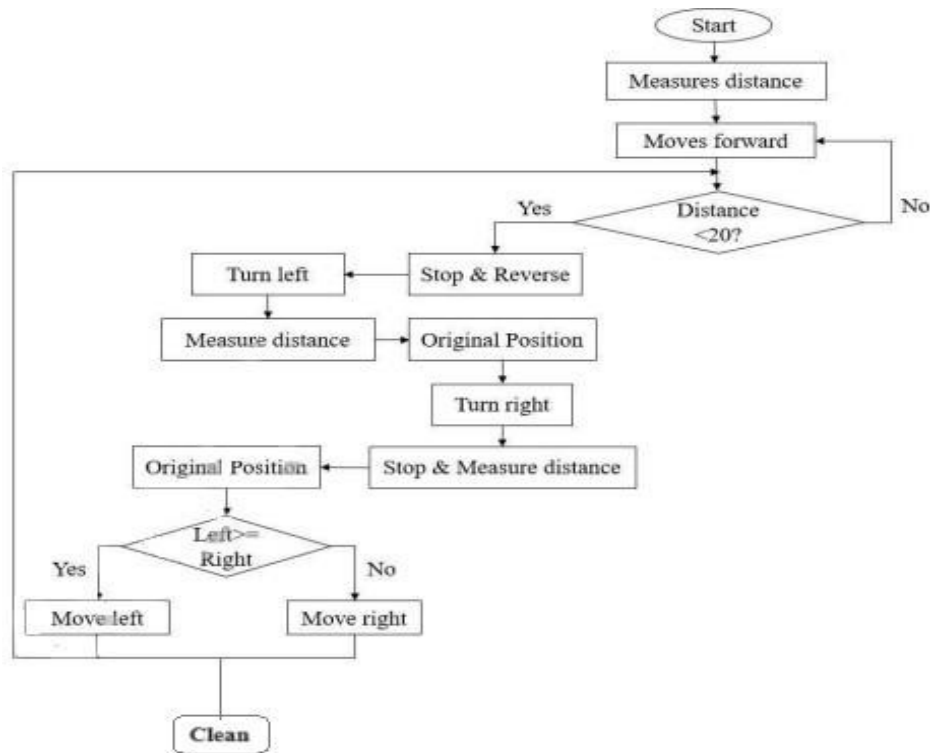 Start
Measures distance
Moves forward
Distance
<20?
Yes
No
Stop & Reverse
Turn left
Measure distance
Original Position
Turn right
Stop & Measure distance
Original Position
Left>=
Right
Yes
No
Move left
Move right
Clean